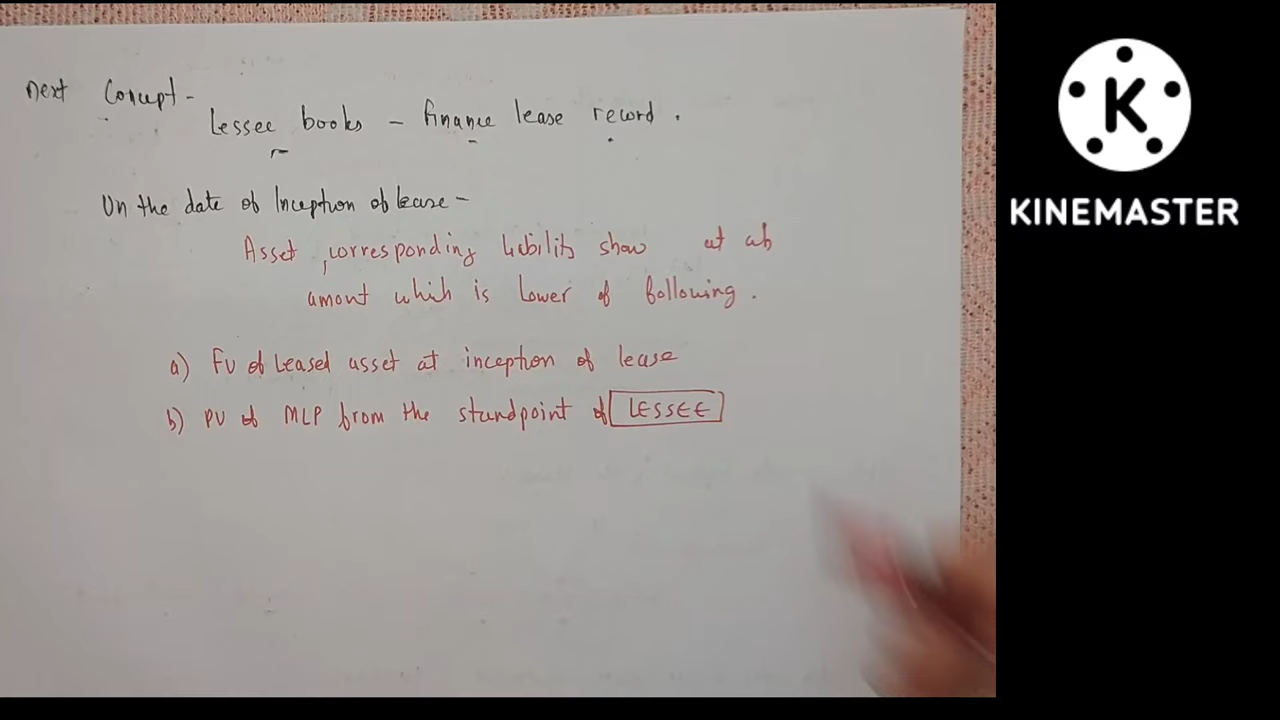 next Concept -
Lessee books - finance lease record.
On the date of Inception of lease -
Asset, corresponding liability show at ab
amont which is lower of following.
a) FV of Leased asset at inception of lease
b) PV of MLP from the standpoint of LESSEE
KINEMASTER